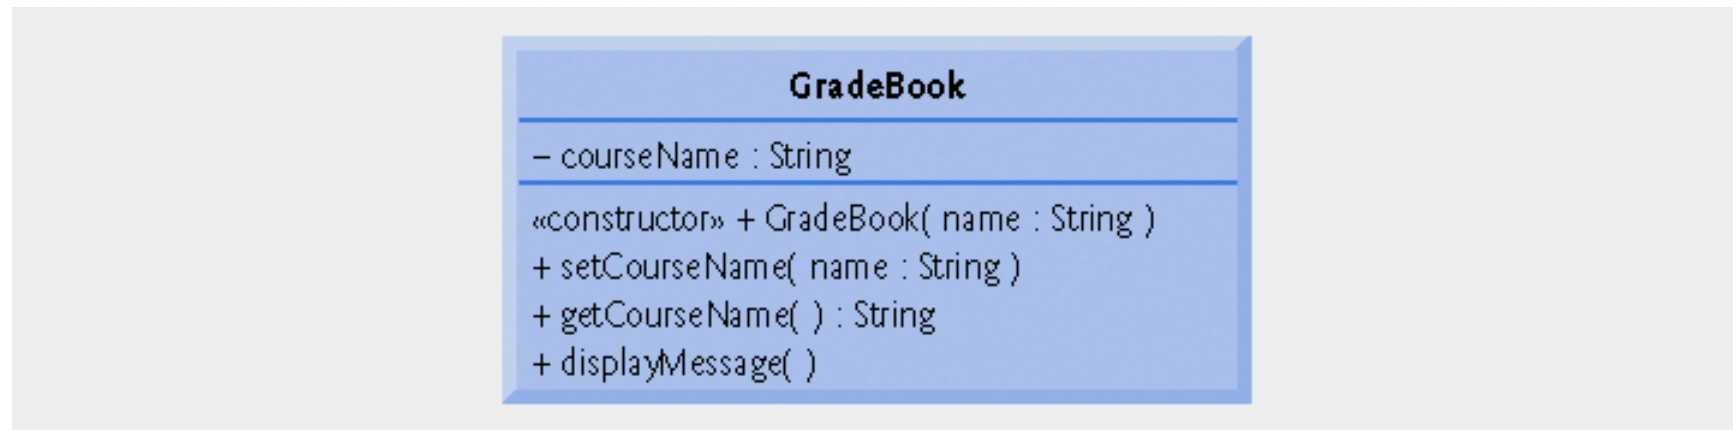 GradeBook
– courseName : String
«constructor» + GradeBook( name : String )
+ setCourseName( name : String )
+ getCourseName( ) : String
+ displayMessage( )